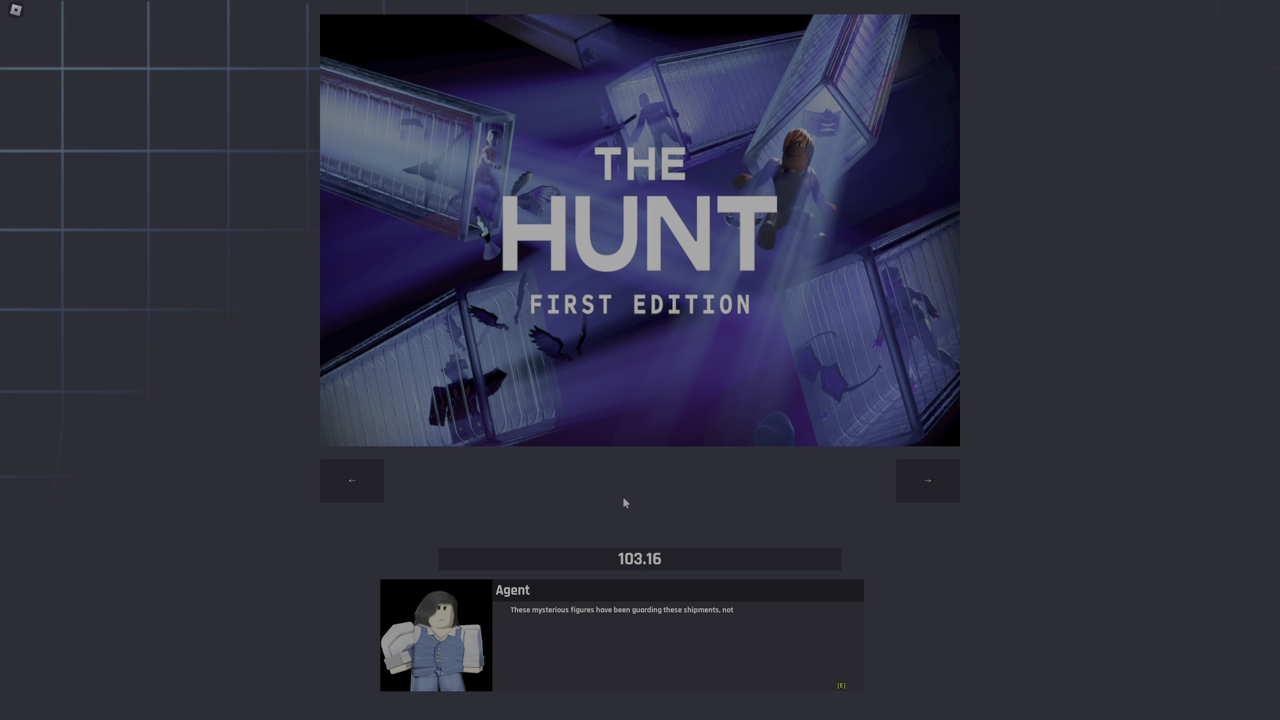 THE
HUNT
FIRST EDITION
←
→
103.16
Agent
These mysterious figures have been guarding these shipments, not
[E]